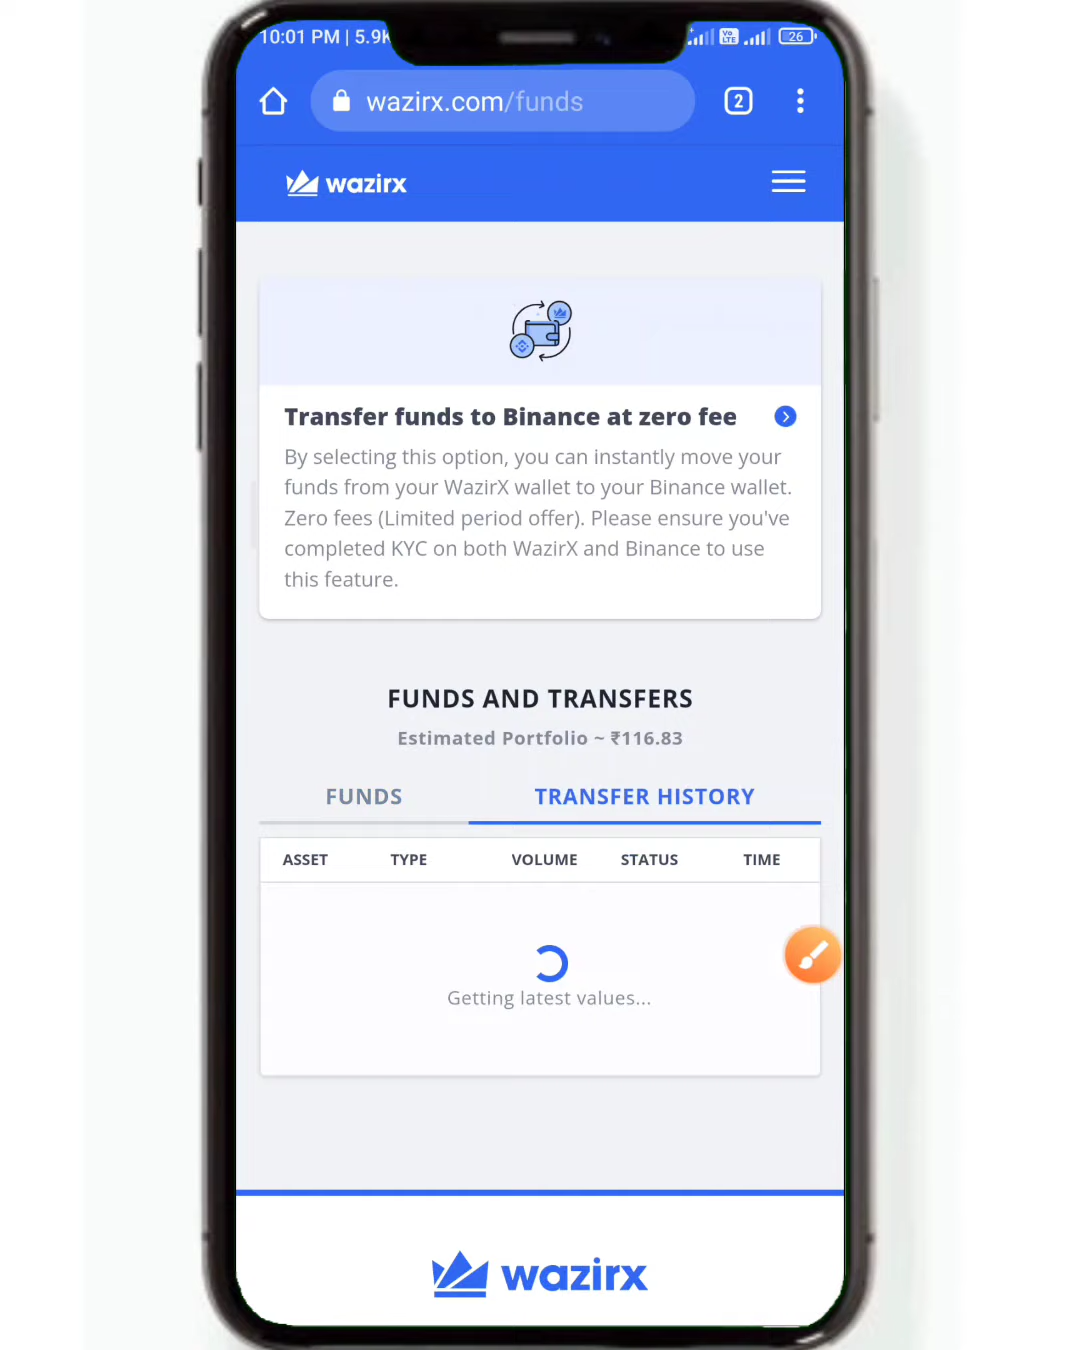 10:01 PM | 5.9K
Vo
LTE
26
wazirx.com/funds
2
wazirx
Transfer funds to Binance at zero fee
By selecting this option, you can instantly move your
funds from your WazirX wallet to your Binance wallet.
Zero fees (Limited period offer). Please ensure you've
completed KYC on both WazirX and Binance to use
this feature.
FUNDS AND TRANSFERS
Estimated Portfolio ~ ₹116.83
FUNDS TRANSFER HISTORY
ASSET TYPE VOLUME STATUS TIME
Getting latest values...
wazirx